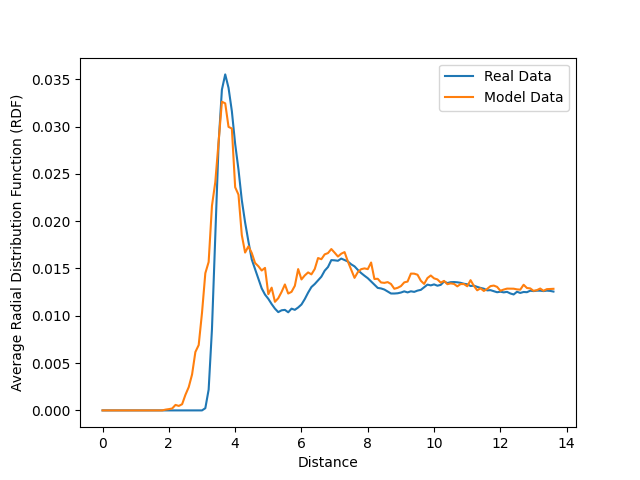 Real Data
Model Data
Average Radial Distribution Function (RDF)
0.035
0.030
0.025
0.020
0.015
0.010
0.005
0.000
0 2 4 6 8 10 12 14
Distance